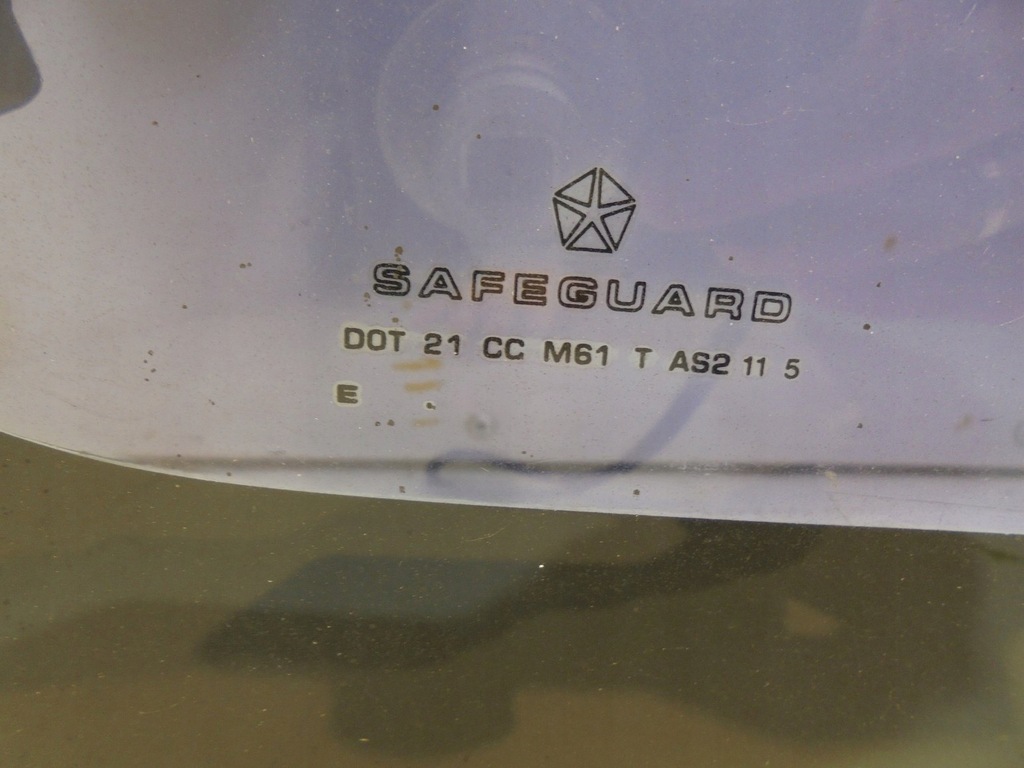 SAFEGUARD
DOT 21 CC M61 T AS2 11 5
E